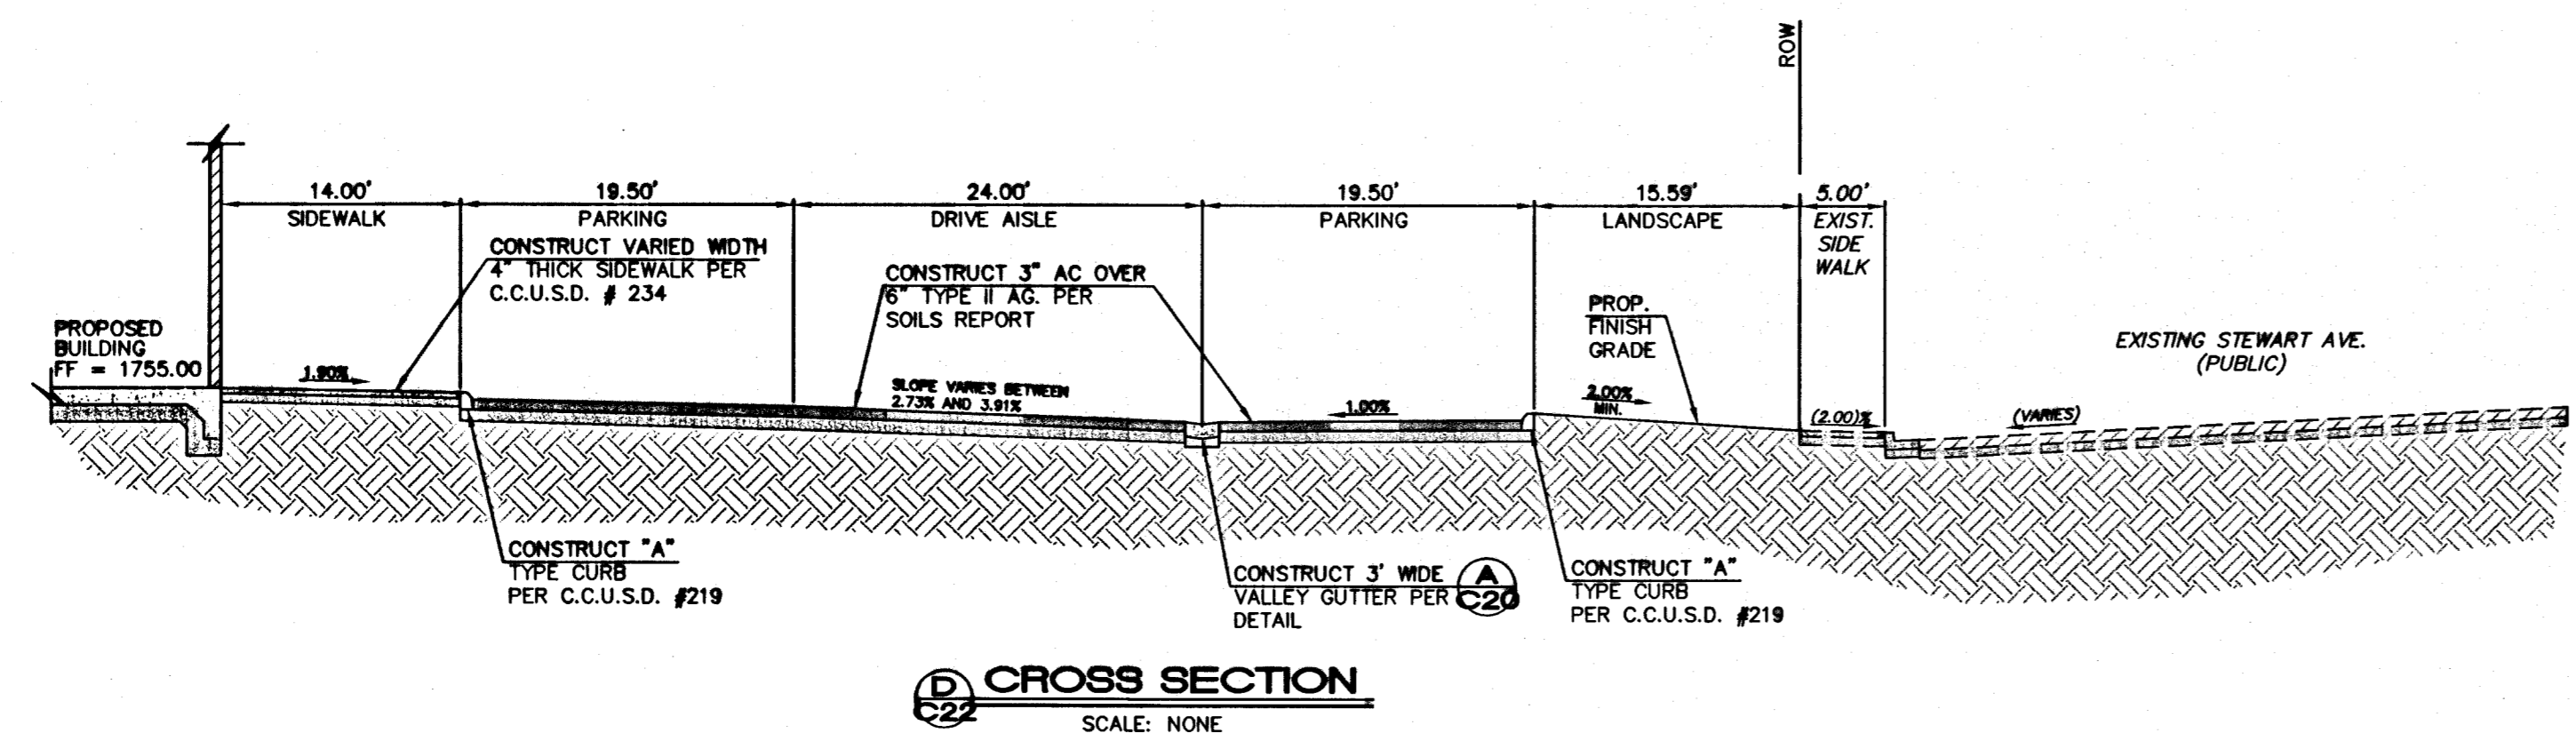 ROW
14.00'
SIDEWALK
19.50'
PARKING
24.00'
DRIVE AISLE
19.50'
PARKING
15.59'
LANDSCAPE
5.00'
EXIST.
SIDE
WALK
CONSTRUCT VARIED WIDTH
4" THICK SIDEWALK PER
C.C.U.S.D. # 234
CONSTRUCT 3" AC OVER
6" TYPE II AG. PER
SOILS REPORT
PROP.
FINISH
GRADE
PROPOSED
BUILDING
FF = 1755.00
EXISTING STEWART AVE.
(PUBLIC)
1.90%
SLOPE VARIES BETWEEN
2.73% AND 3.91%
1.00%
2.00%
MIN.
(2.00)%
(VARIES)
CONSTRUCT "A"
TYPE CURB
PER C.C.U.S.D. #219
CONSTRUCT 3' WIDE
VALLEY GUTTER PER
DETAIL
A
C20
CONSTRUCT "A"
TYPE CURB
PER C.C.U.S.D. #219
D
C22
CROSS SECTION
SCALE: NONE